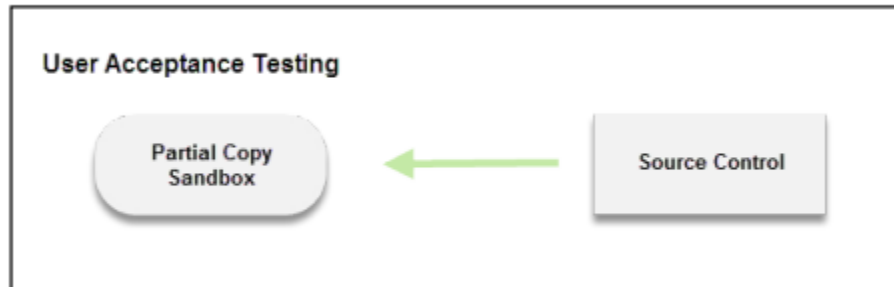 User Acceptance Testing
Partial Copy
Sandbox
Source Control